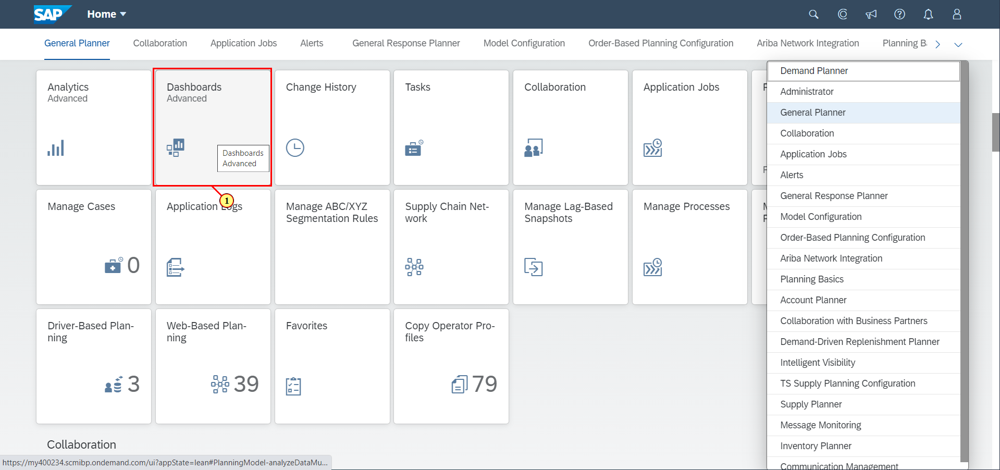 SAP Home
General Planner Collaboration Application Jobs Alerts General Response Planner Model Configuration Order-Based Planning Configuration Ariba Network Integration Planning
Analytics
Advanced
Dashboards
Advanced
Dashboards
Advanced
1
Change History
Tasks
Collaboration
Application Jobs
Manage Cases
0
Application Logs
Manage ABC/XYZ
Segmentation Rules
Supply Chain Net-
work
Manage Lag-Based
Snapshots
Manage Processes
Driver-Based Plan-
ning
3
Web-Based Plan-
ning
39
Favorites
Copy Operator Pro-
files
79
Collaboration
https://my400234.scmibp.ondemand.com/ui?appState=lean#PlanningModel-analyzeDataMu...
Demand Planner
Administrator
General Planner
Collaboration
Application Jobs
Alerts
General Response Planner
Model Configuration
Order-Based Planning Configuration
Ariba Network Integration
Planning Basics
Account Planner
Collaboration with Business Partners
Demand-Driven Replenishment Planner
Intelligent Visibility
TS Supply Planning Configuration
Supply Planner
Message Monitoring
Inventory Planner
Communication Management